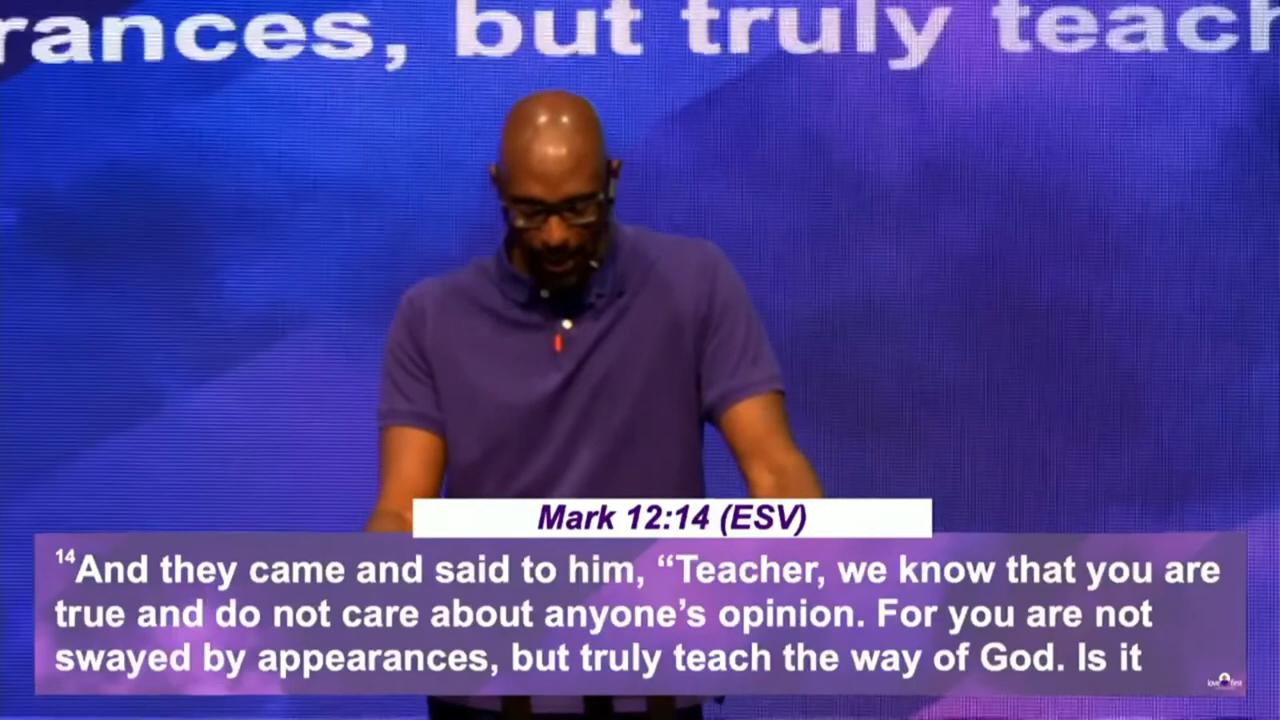 rances, but truly teach
Mark 12:14 (ESV)
14And they came and said to him, “Teacher, we know that you are
true and do not care about anyone’s opinion. For you are not
swayed by appearances, but truly teach the way of God. Is it
love first